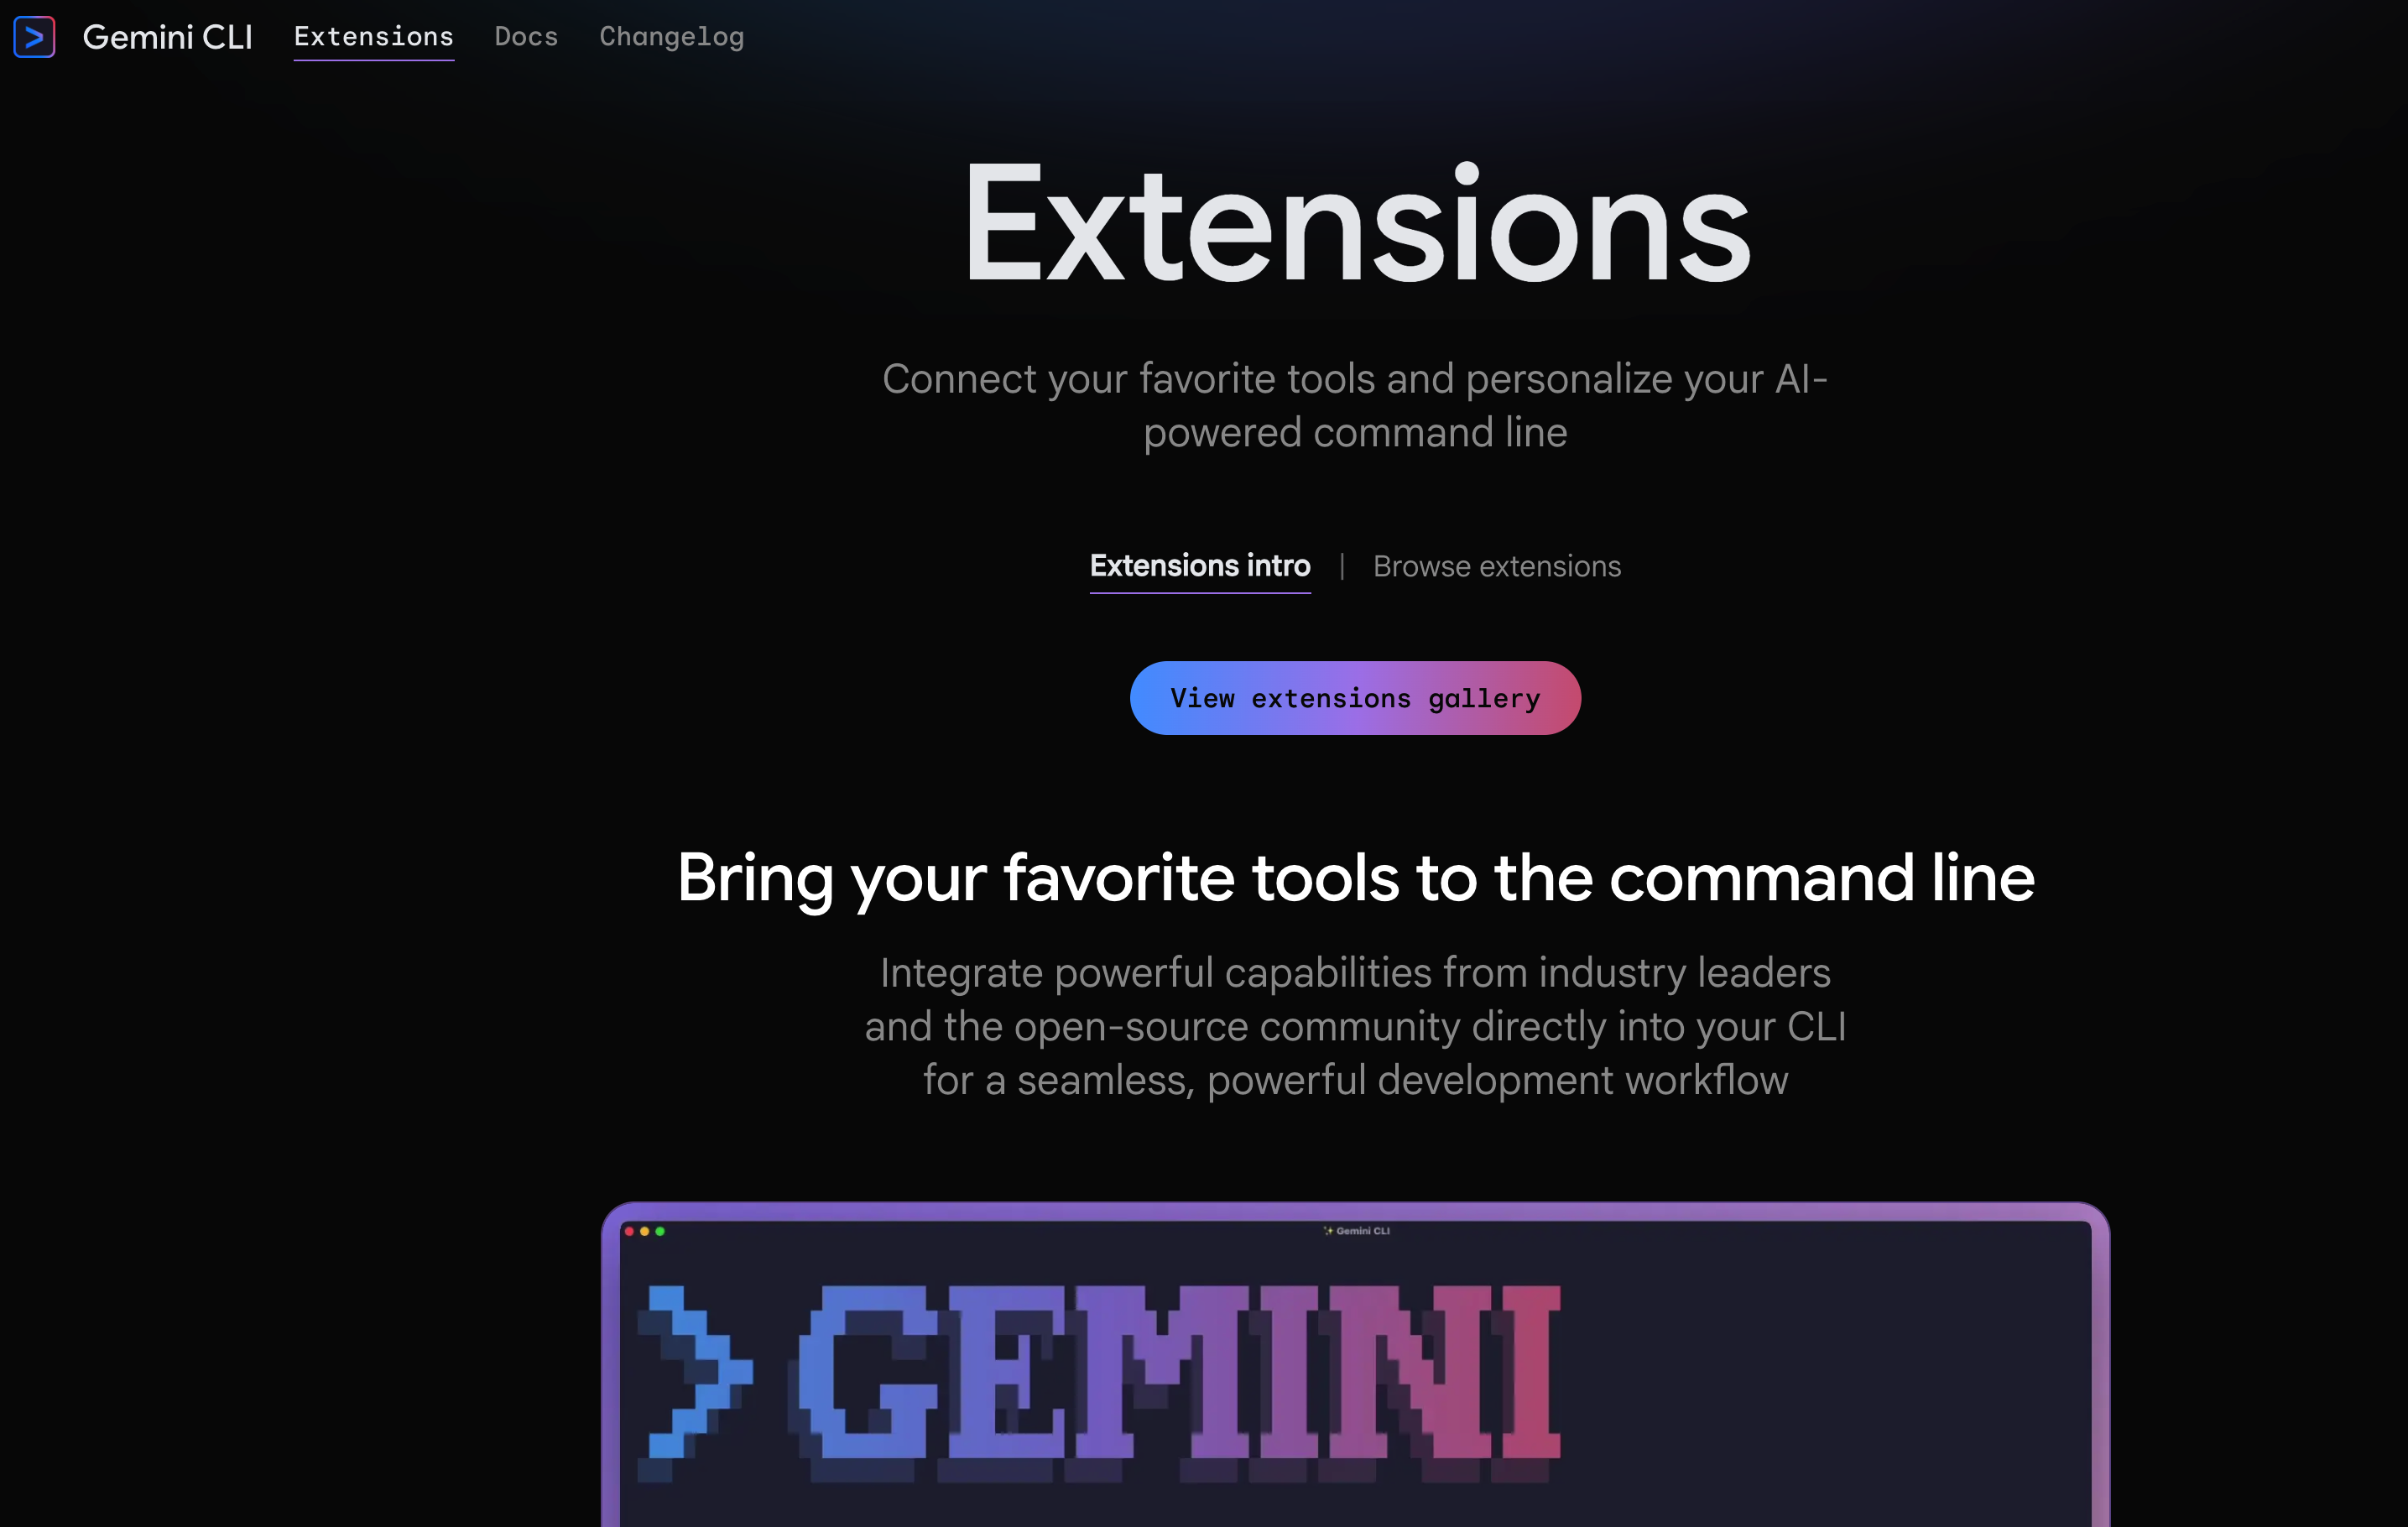 Gemini CLI Extensions Docs Changelog
Extensions
Connect your favorite tools and personalize your AI-
powered command line
Extensions intro | Browse extensions
View extensions gallery
Bring your favorite tools to the command line
Integrate powerful capabilities from industry leaders
and the open-source community directly into your CLI
for a seamless, powerful development workflow
✨ Gemini CLI
> GEMINI